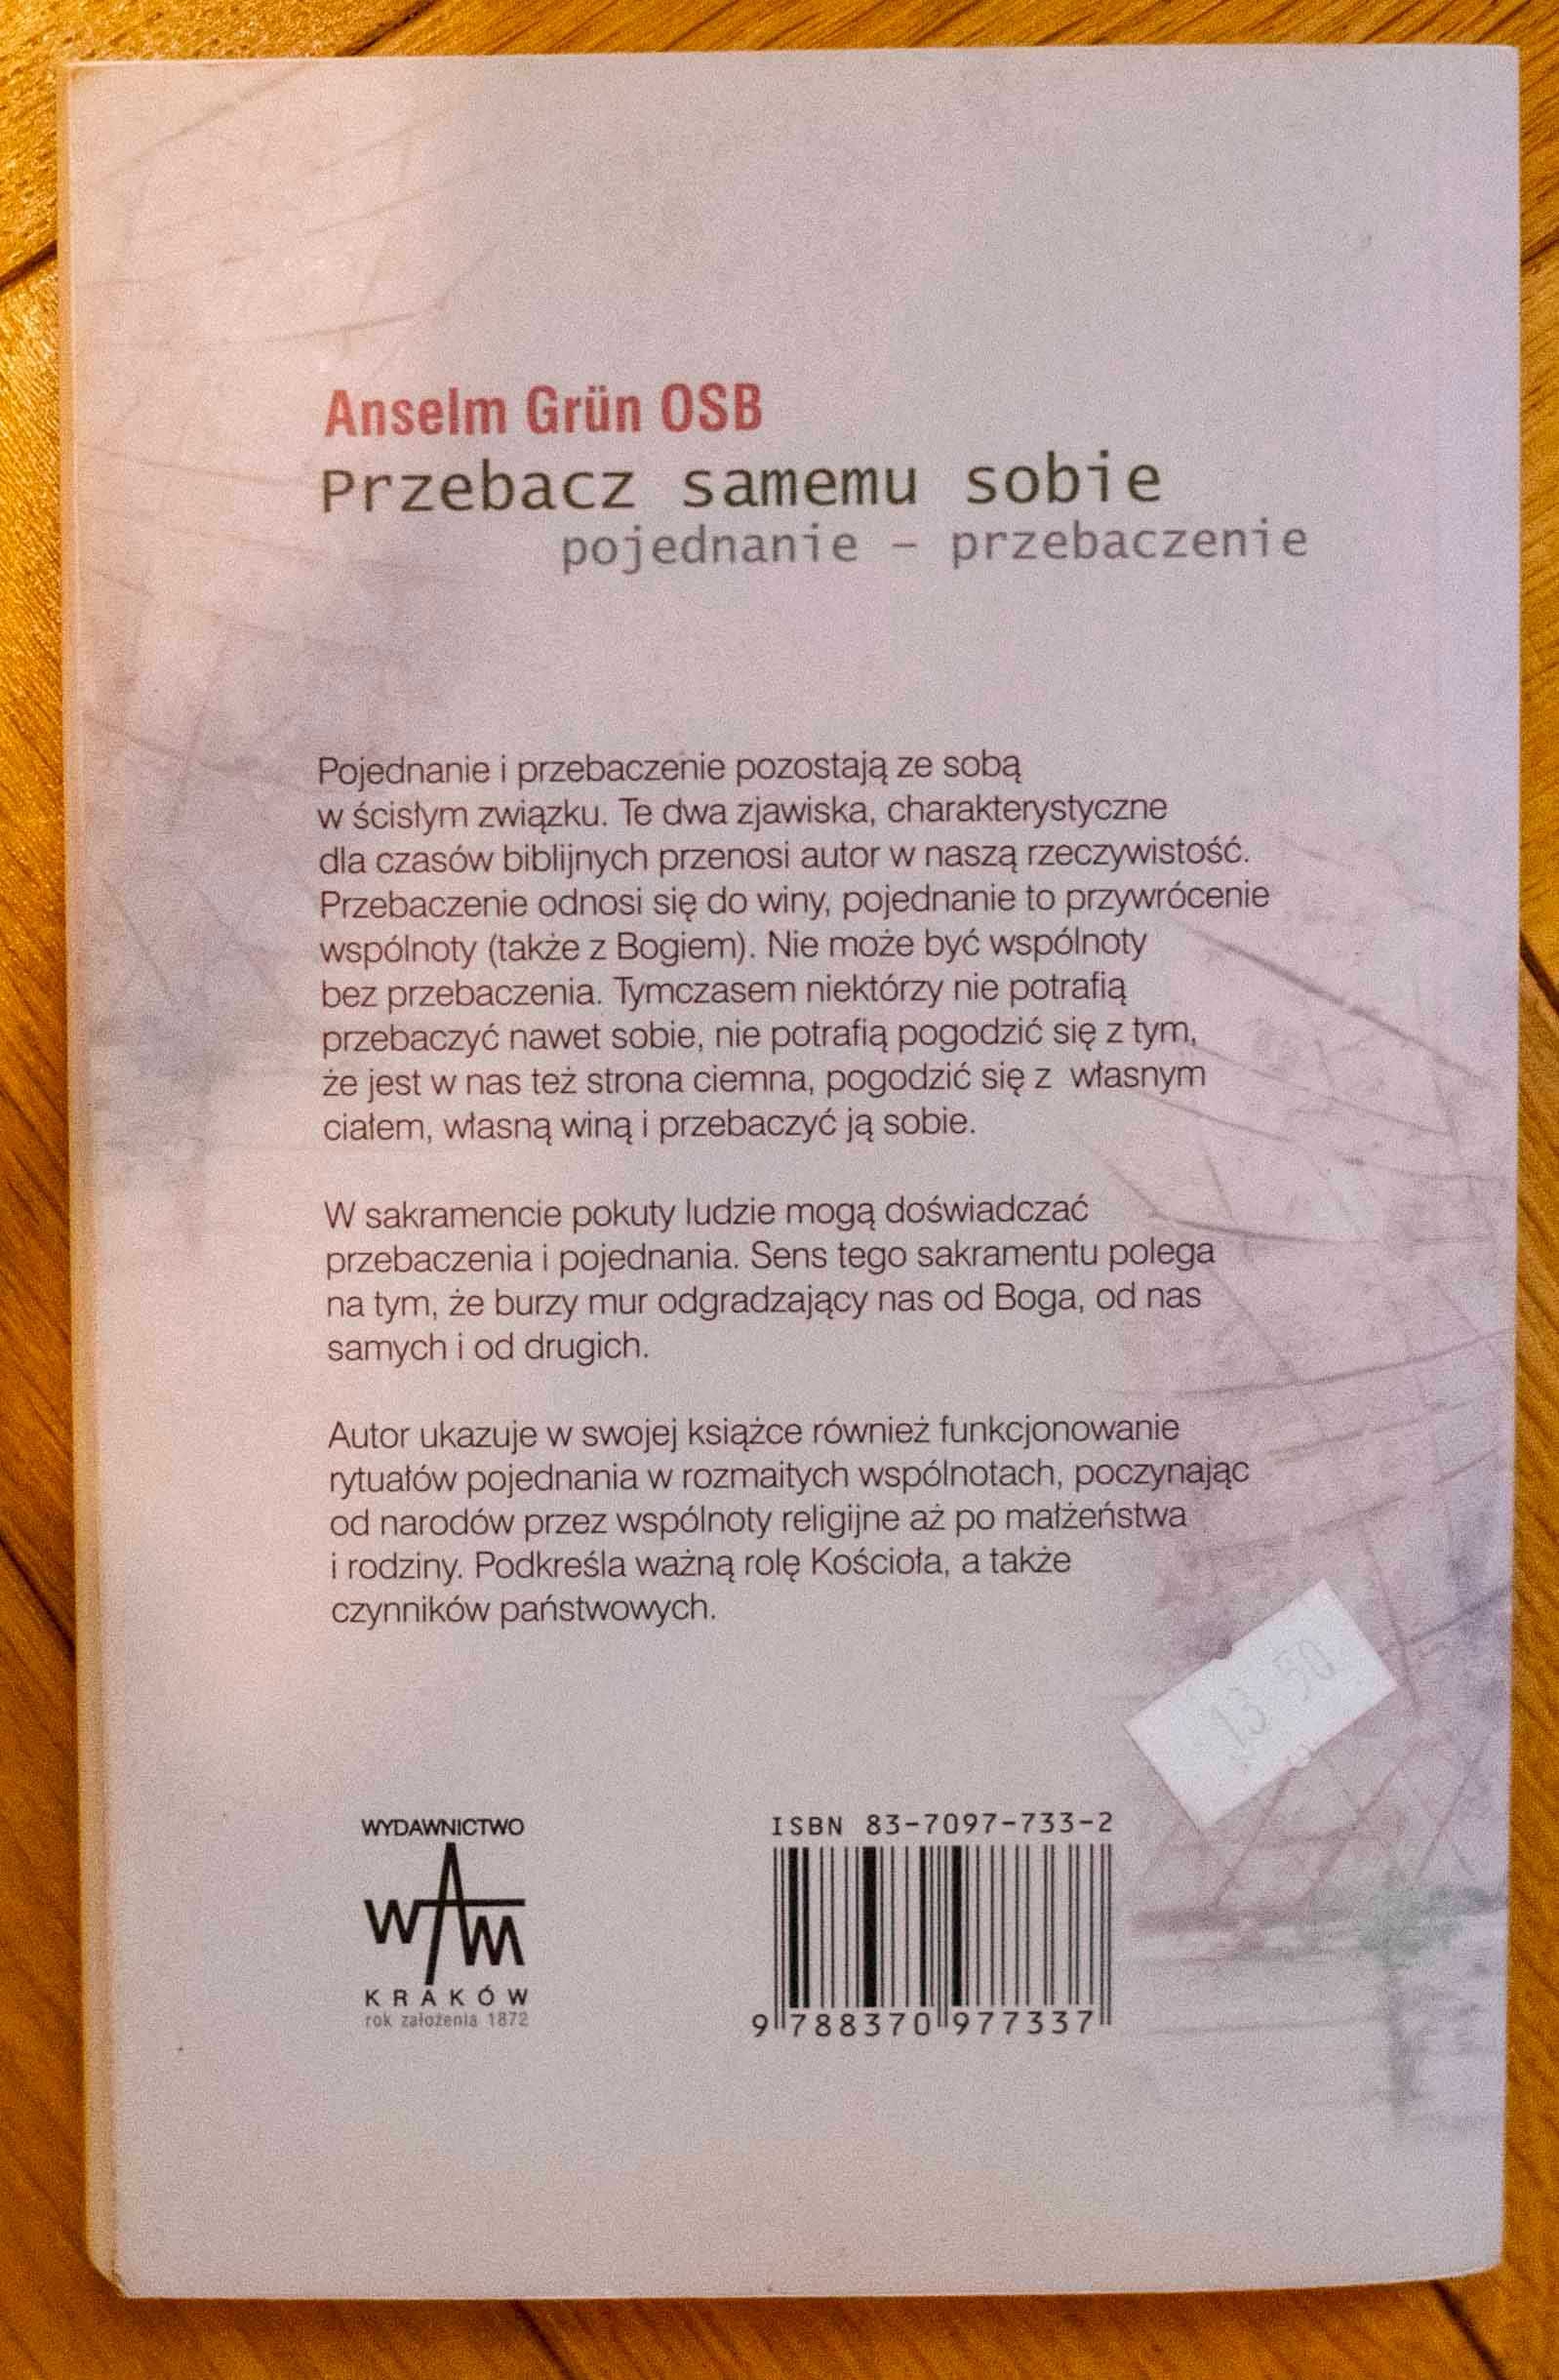 Anselm Grün OSB
Przebacz samemu sobie
pojednanie – przebaczenie
Pojednanie i przebaczenie pozostają ze sobą
w ścisłym związku. Te dwa zjawiska, charakterystyczne
dla czasów biblijnych przenosi autor w naszą rzeczywistość.
Przebaczenie odnosi się do winy, pojednanie to przywrócenie
wspólnoty (także z Bogiem). Nie może być wspólnoty
bez przebaczenia. Tymczasem niektórzy nie potrafią
przebaczyć nawet sobie, nie potrafią pogodzić się z tym,
że jest w nas też strona ciemna, pogodzić się z własnym
ciałem, własną winą i przebaczyć ją sobie.
W sakramencie pokuty ludzie mogą doświadczać
przebaczenia i pojednania. Sens tego sakramentu polega
na tym, że burzy mur odgradzający nas od Boga, od nas
samych i od drugich.
Autor ukazuje w swojej książce również funkcjonowanie
rytuałów pojednania w rozmaitych wspólnotach, poczynając
od narodów przez wspólnoty religijne aż po małżeństwa
i rodziny. Podkreśla ważną rolę Kościoła, a także
czynników państwowych.
13 50
WYDAWNICTWO
WAM
KRAKÓW
rok założenia 1872
ISBN 83-7097-733-2
9 788370 977337